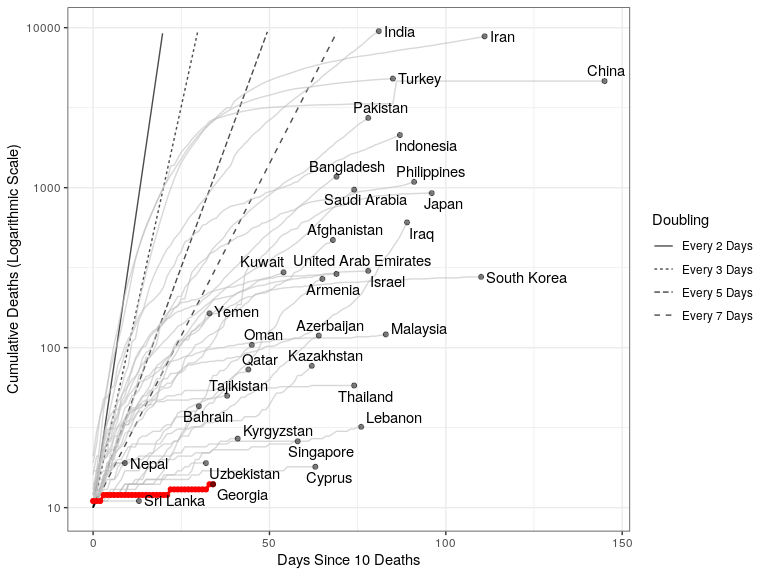 10000
1000
100
10
0
50
100
150
Days Since 10 Deaths
Cumulative Deaths (Logarithmic Scale)
India
Iran
China
Turkey
Pakistan
Indonesia
Bangladesh
Philippines
Saudi Arabia
Japan
Afghanistan
Iraq
Kuwait
United Arab Emirates
Armenia
Israel
South Korea
Yemen
Azerbaijan
Malaysia
Oman
Kazakhstan
Qatar
Tajikistan
Thailand
Bahrain
Lebanon
Kyrgyzstan
Singapore
Nepal
Uzbekistan
Cyprus
Georgia
Sri Lanka
Doubling
Every 2 Days
Every 3 Days
Every 5 Days
Every 7 Days